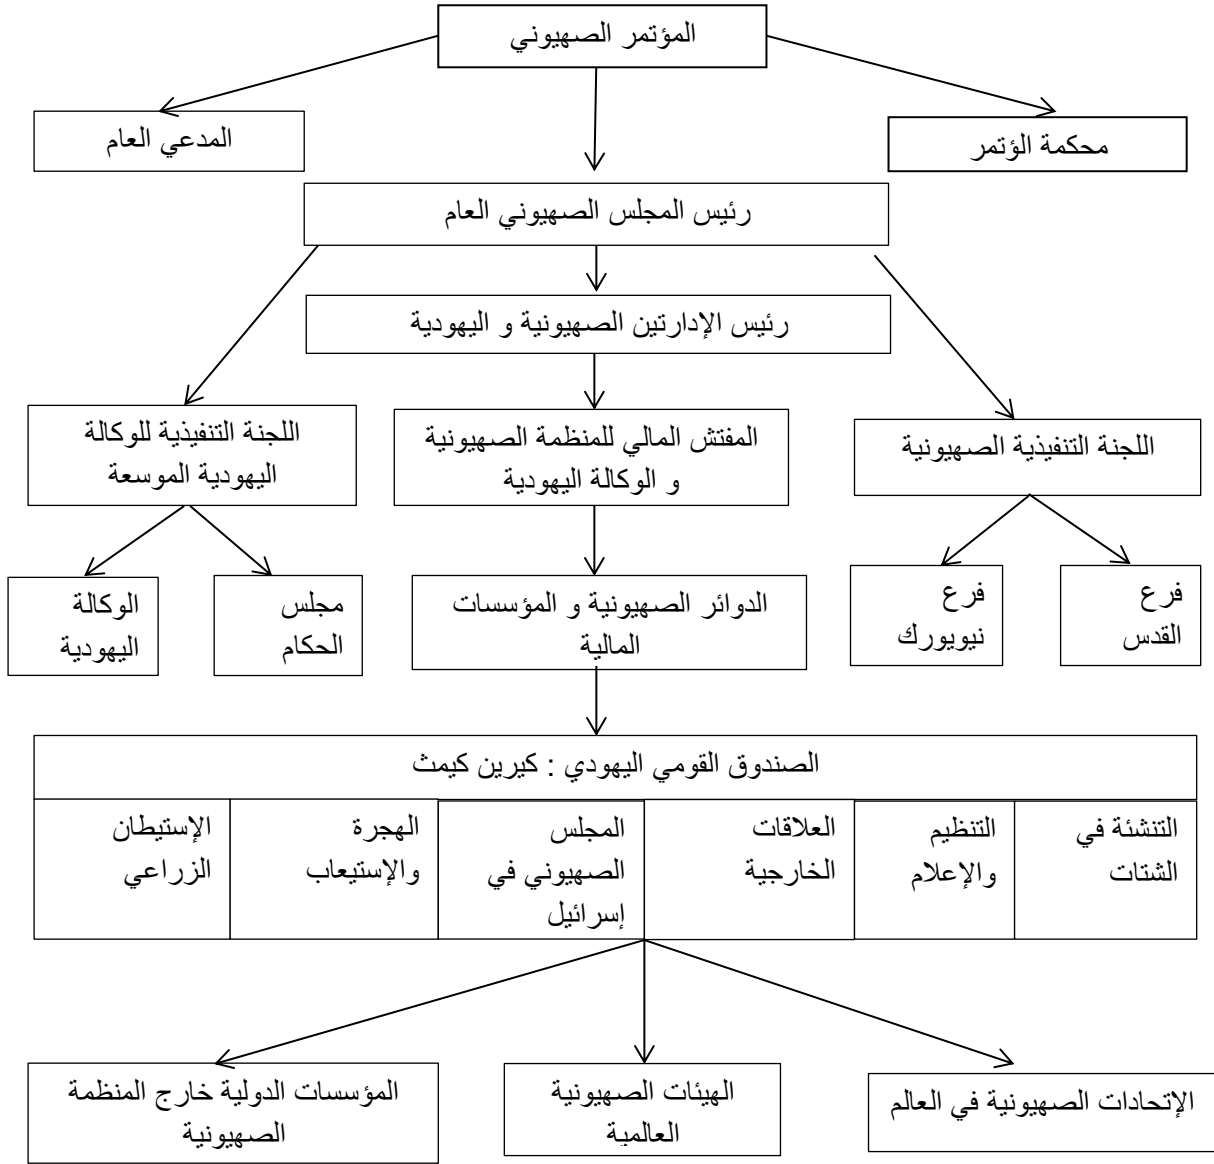 المؤتمر الصهيوني
محكمة الؤتمر
المدعي العام
رئيس المجلس الصهيوني العام
رئيس الإدارتين الصهيونية و اليهودية
اللجنة التنفيذية الصهيونية
المفتش المالي للمنظمة الصهيونية
و الوكالة اليهودية
اللجنة التنفيذية للوكالة
اليهودية الموسعة
فرع
القدس
فرع
نيويورك
الدوائر الصهيونية و المؤسسات
المالية
مجلس
الحكام
الوكالة
اليهودية
الصندوق القومي اليهودي : كيرين كيمث
التنشئة في
الشتات
التنظيم
والإعلام
العلاقات
الخارجية
المجلس
الصهيوني في
إسرائيل
الهجرة
والإستيعاب
الإستيطان
الزراعي
الإتحادات الصهيونية في العالم
الهيئات الصهيونية
العالمية
المؤسسات الدولية خارج المنظمة
الصهيونية